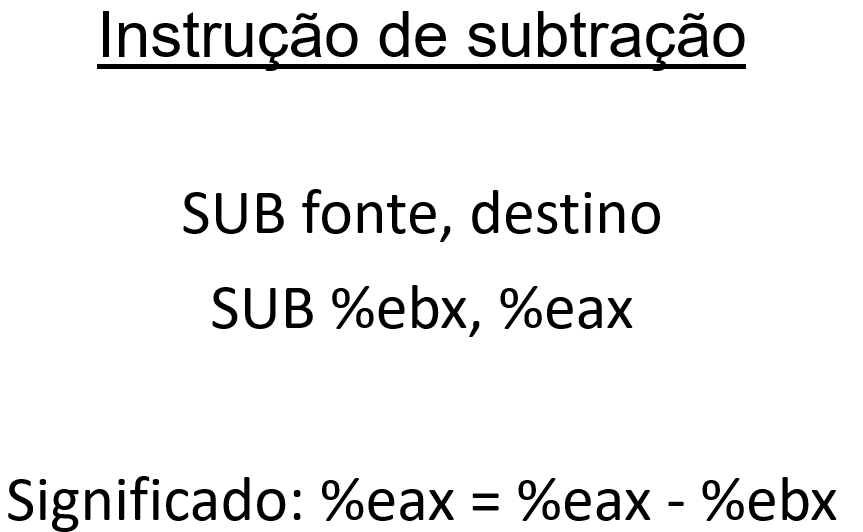 Instrução de subtração
SUB fonte, destino
SUB %ebx, %eax
Significado: %eax = %eax - %ebx